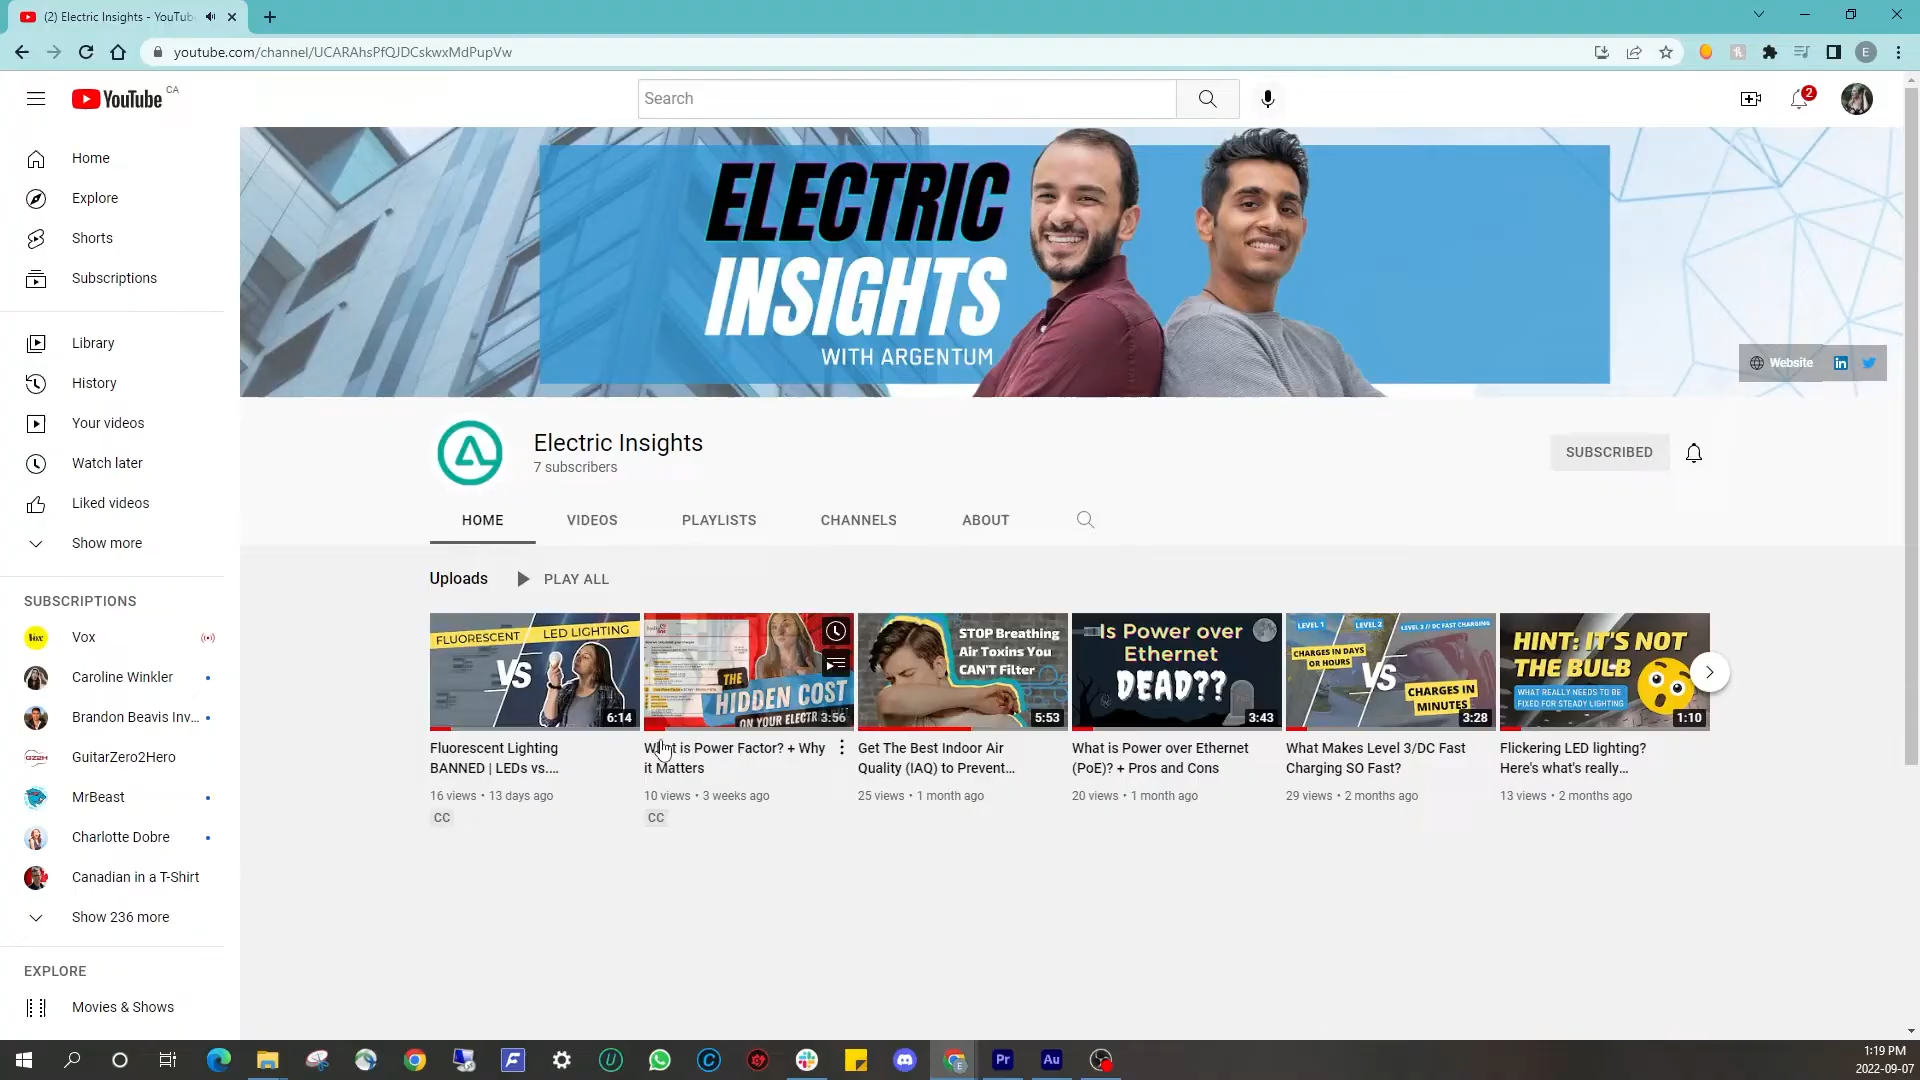 (2) Electric Insights - YouTub
youtube.com/channel/UCARAhsPfQJDCskwxMdPupVw
E
YouTube CA
Search
2
Home
Explore
Shorts
Subscriptions
Library
History
Your videos
Watch later
Liked videos
Show more
SUBSCRIPTIONS
Vox
Caroline Winkler
Brandon Beavis Inv...
GuitarZero2Hero
MrBeast
Charlotte Dobre
Canadian in a T-Shirt
Show 236 more
EXPLORE
Movies & Shows
ELECTRIC
INSIGHTS
WITH ARGENTUM
Website
Electric Insights
7 subscribers
SUBSCRIBED
HOME
VIDEOS
PLAYLISTS
CHANNELS
ABOUT
Uploads
PLAY ALL
FLUORESCENT
LED LIGHTING
VS
6:14
Fluorescent Lighting
BANNED | LEDs vs....
16 views • 13 days ago
CC
THE
HIDDEN COST
ON YOUR ELECTR
3:56
What is Power Factor? + Why
it Matters
10 views • 3 weeks ago
CC
STOP Breathing
Air Toxins You
CAN'T Filter
5:53
Get The Best Indoor Air
Quality (IAQ) to Prevent...
25 views • 1 month ago
Is Power over
Ethernet
DEAD??
3:43
What is Power over Ethernet
(PoE)? + Pros and Cons
20 views • 1 month ago
LEVEL 1
LEVEL 2
LEVEL 3 // DC FAST CHARGING
CHARGES IN DAYS
OR HOURS
VS
CHARGES IN
MINUTES
3:28
What Makes Level 3/DC Fast
Charging SO Fast?
29 views • 2 months ago
HINT: IT'S NOT
THE BULB
WHAT REALLY NEEDS TO BE
FIXED FOR STEADY LIGHTING
1:10
Flickering LED lighting?
Here's what's really...
13 views • 2 months ago
Pr
Au
1:19 PM
2022-09-07